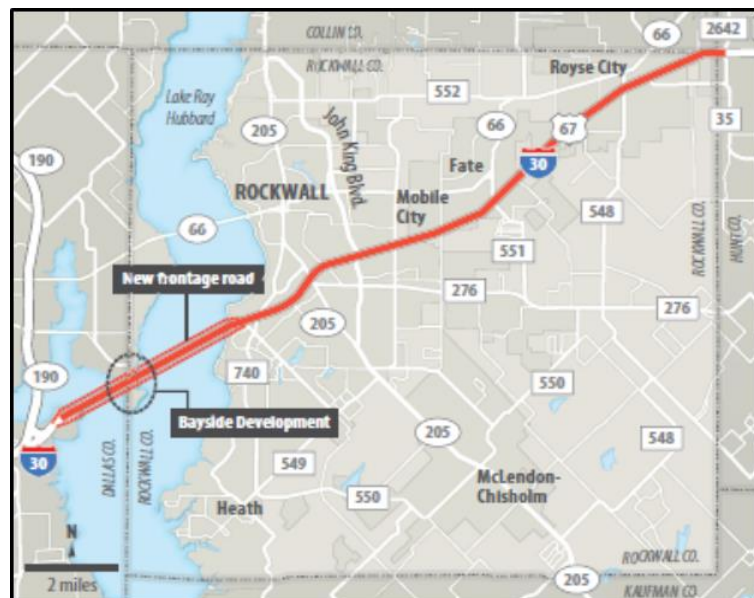 COLLIN CO.
ROCKWALL CO.
66
2642
Royse City
Lake Ray
Hubbard
552
205
John King Blvd.
66
67
35
190
30
Fate
ROCKWALL
Mobile
City
548
66
551
ROCKWALL CO.
HUNT CO.
New frontage road
276
276
205
190
740
550
Bayside Development
205
548
30
DALLAS CO.
ROCKWALL CO.
549
550
McLendon-
Chisholm
Heath
N
2 miles
ROCKWALL CO.
205
KAUFMAN CO.